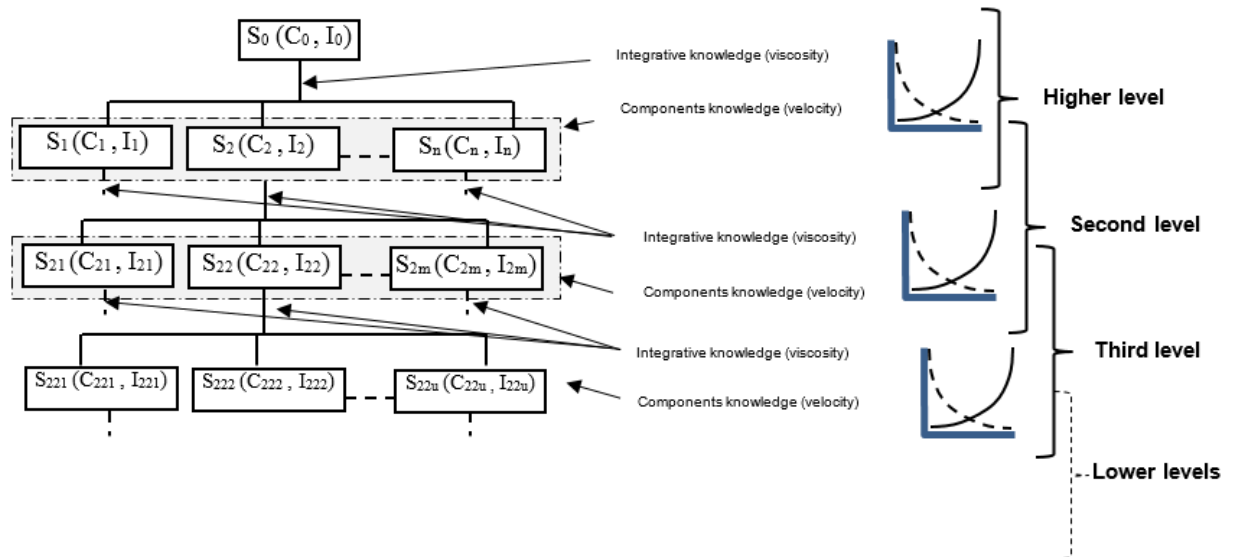 S₀ (C₀ , I₀)
Integrative knowledge (viscosity)
Higher level
Components knowledge (velocity)
S₁ (C₁ , I₁)
S₂ (C₂ , I₂)
Sₙ (Cₙ , Iₙ)
Second level
Integrative knowledge (viscosity)
S₂₁ (C₂₁ , I₂₁)
S₂₂ (C₂₂ , I₂₂)
S₂ₘ (C₂ₘ , I₂ₘ)
Components knowledge (velocity)
Integrative knowledge (viscosity)
Third level
S₂₂₁ (C₂₂₁ , I₂₂₁)
S₂₂₂ (C₂₂₂ , I₂₂₂)
S₂₂ᵤ (C₂₂ᵤ , I₂₂ᵤ)
Components knowledge (velocity)
Lower levels